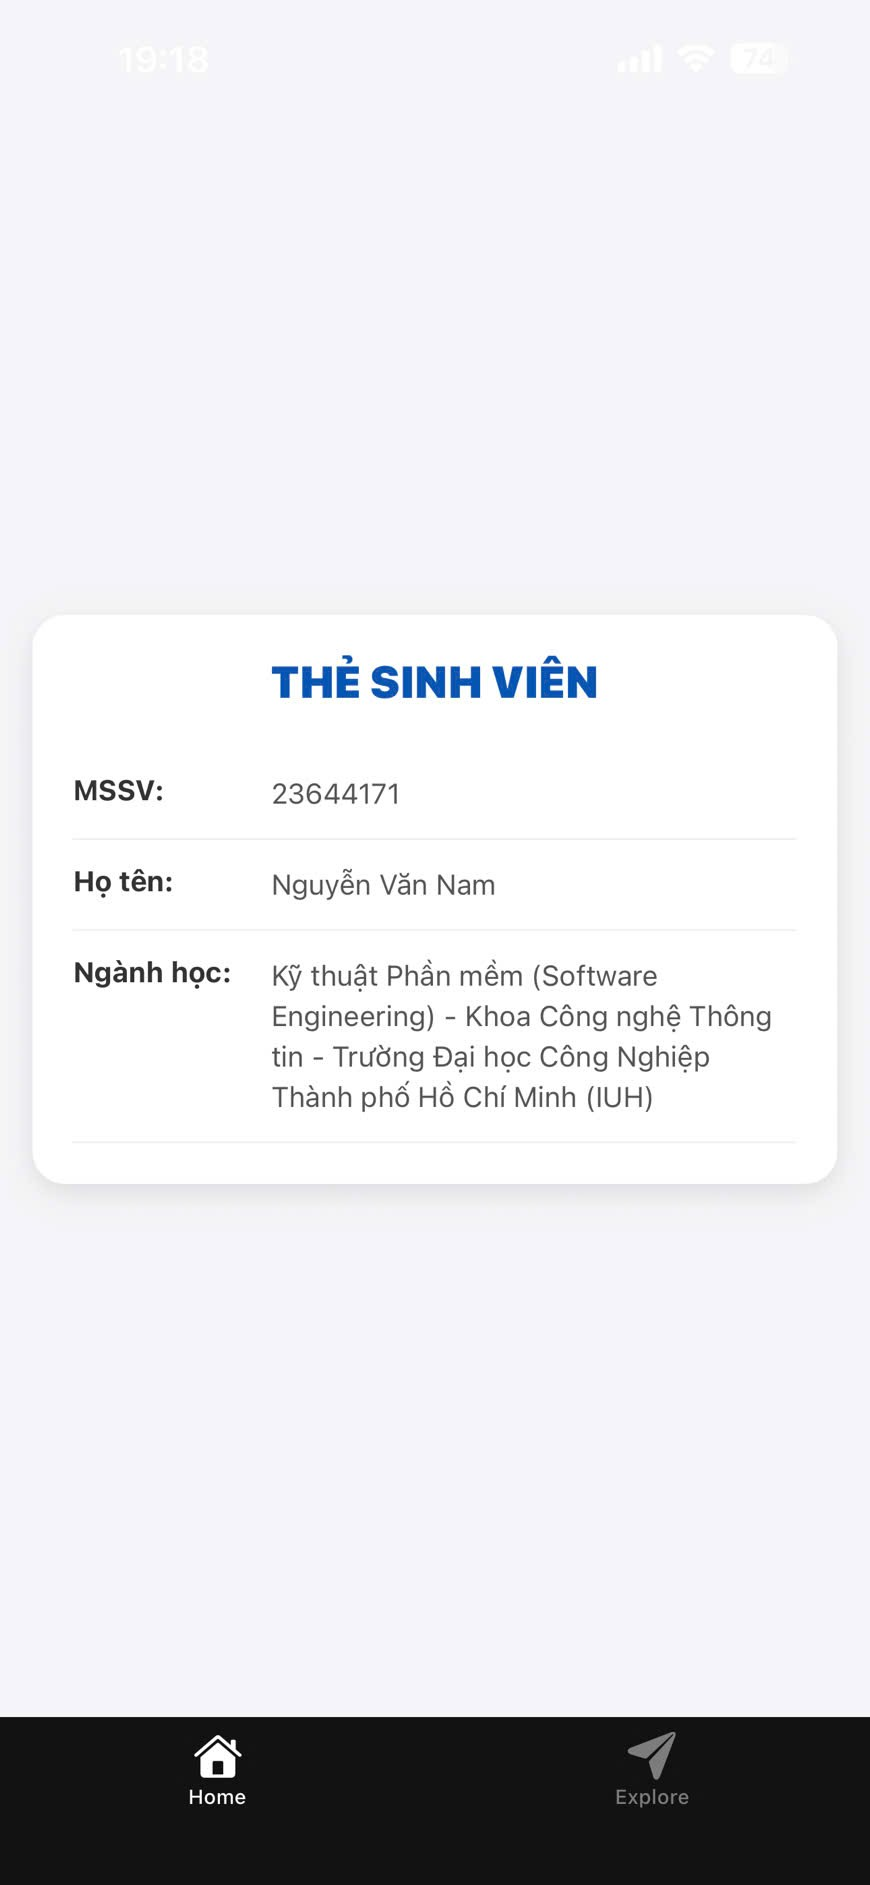 19:18
74
THẺ SINH VIÊN
MSSV: 23644171
Họ tên: Nguyễn Văn Nam
Ngành học: Kỹ thuật Phần mềm (Software
Engineering) - Khoa Công nghệ Thông
tin - Trường Đại học Công Nghiệp
Thành phố Hồ Chí Minh (IUH)
Home
Explore